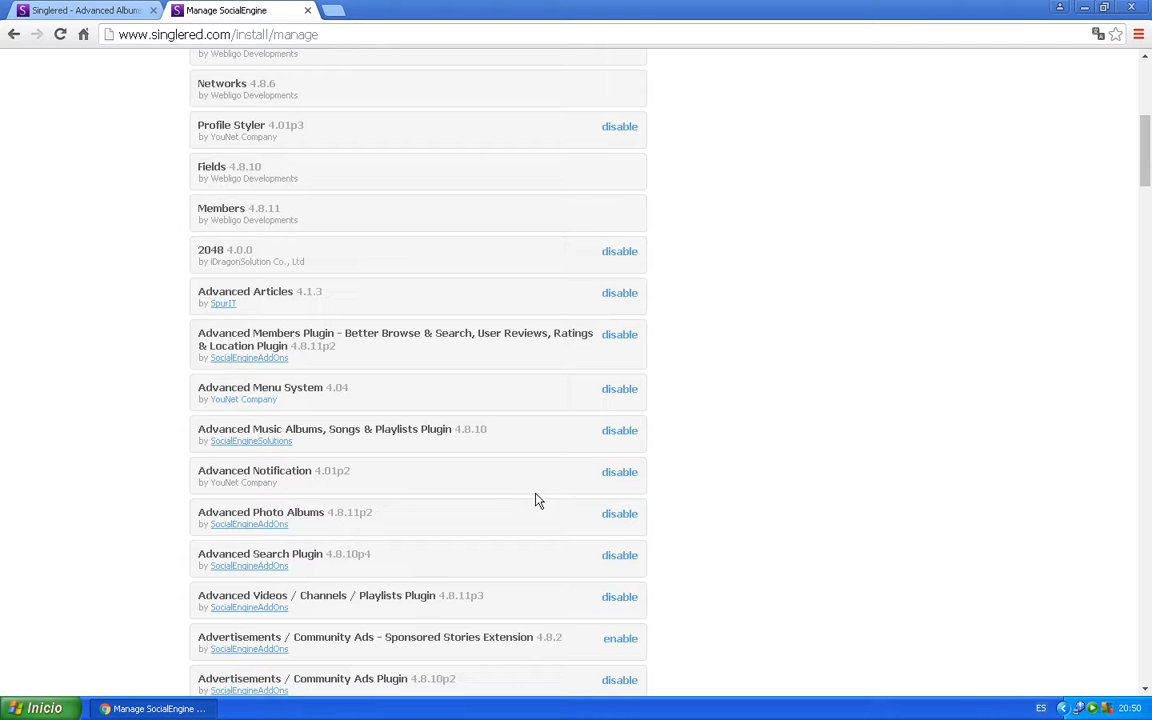 Singlered - Advanced Album
Manage SocialEngine
www.singlered.com/install/manage
by Webligo Developments
Networks 4.8.6
by Webligo Developments
Profile Styler 4.01p3
disable
by YouNet Company
Fields 4.8.10
by Webligo Developments
Members 4.8.11
by Webligo Developments
2048 4.0.0
disable
by iDragonSolution Co., Ltd
Advanced Articles 4.1.3
disable
by SpurIT
Advanced Members Plugin - Better Browse & Search, User Reviews, Ratings
& Location Plugin 4.8.11p2
disable
by SocialEngineAddOns
Advanced Menu System 4.04
disable
by YouNet Company
Advanced Music Albums, Songs & Playlists Plugin 4.8.10
disable
by SocialEngineSolutions
Advanced Notification 4.01p2
disable
by YouNet Company
Advanced Photo Albums 4.8.11p2
disable
by SocialEngineAddOns
Advanced Search Plugin 4.8.10p4
disable
by SocialEngineAddOns
Advanced Videos / Channels / Playlists Plugin 4.8.11p3
disable
by SocialEngineAddOns
Advertisements / Community Ads - Sponsored Stories Extension 4.8.2
enable
by SocialEngineAddOns
Advertisements / Community Ads Plugin 4.8.10p2
disable
by SocialEngineAddOns
Inicio
Manage SocialEngine ...
ES
20:50